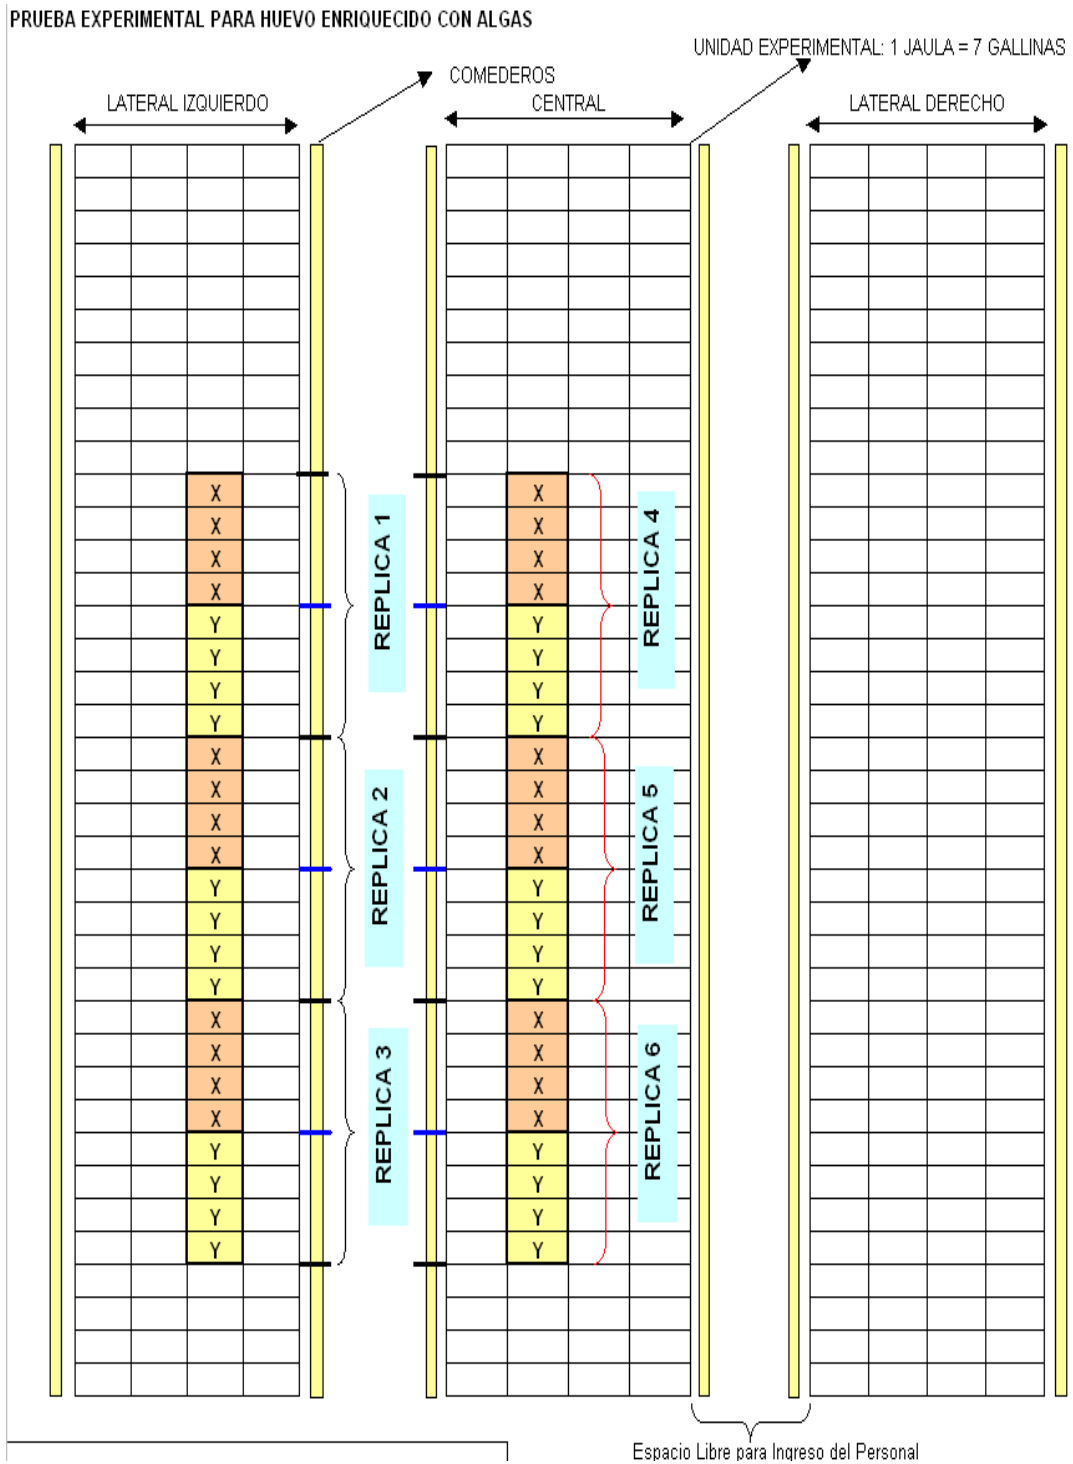 PRUEBA EXPERIMENTAL PARA HUEVO ENRIQUECIDO CON ALGAS
UNIDAD EXPERIMENTAL: 1 JAULA = 7 GALLINAS
COMEDEROS
LATERAL IZQUIERDO
CENTRAL
LATERAL DERECHO
X
X
X
X
Y
Y
Y
Y
X
X
X
X
Y
Y
Y
Y
X
X
X
X
Y
Y
Y
Y
REPLICA 1
REPLICA 2
REPLICA 3
X
X
X
X
Y
Y
Y
Y
X
X
X
X
Y
Y
Y
Y
X
X
X
X
Y
Y
Y
Y
REPLICA 4
REPLICA 5
REPLICA 6
Espacio Libre para Ingreso del Personal